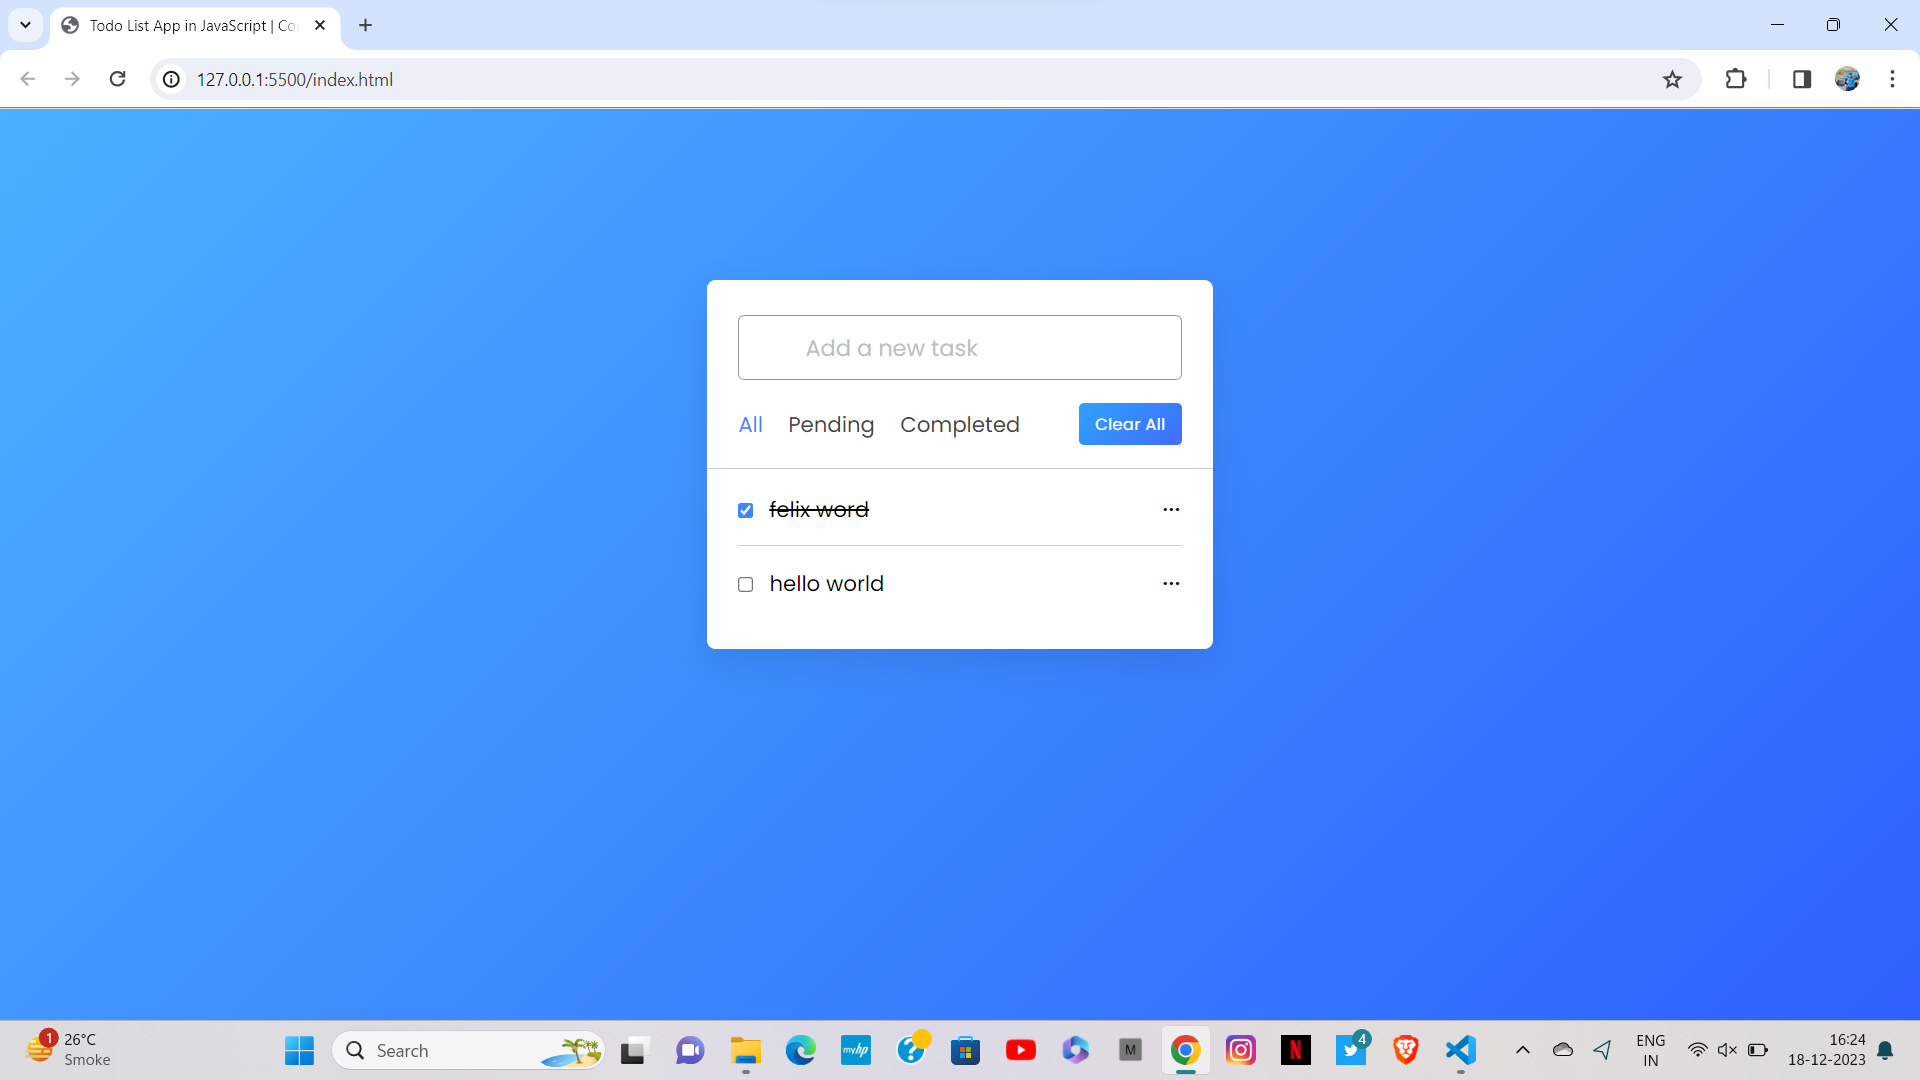 Todo List App in JavaScript | Co
127.0.0.1:5500/index.html
Add a new task
All Pending Completed Clear All
felix word
hello world
1
26°C
Smoke
Search
myhp
M
N
4
ENG
IN
16:24
18-12-2023